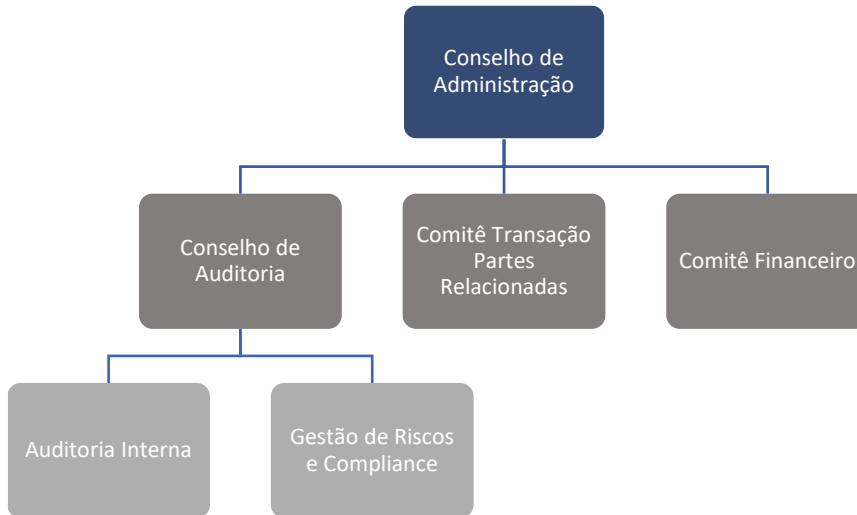 Conselho de
Administração
Conselho de
Auditoria
Comitê Transação
Partes
Relacionadas
Comitê Financeiro
Auditoria Interna
Gestão de Riscos
e Compliance